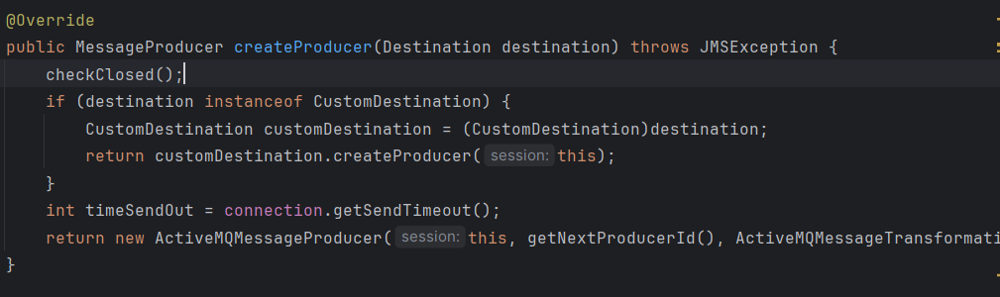 @Override
public MessageProducer createProducer(Destination destination) throws JMSException {
    checkClosed();
    if (destination instanceof CustomDestination) {
        CustomDestination customDestination = (CustomDestination)destination;
        return customDestination.createProducer( session: this);
    }
    int timeSendOut = connection.getSendTimeout();
    return new ActiveMQMessageProducer( session: this, getNextProducerId(), ActiveMQMessageTransformati
}